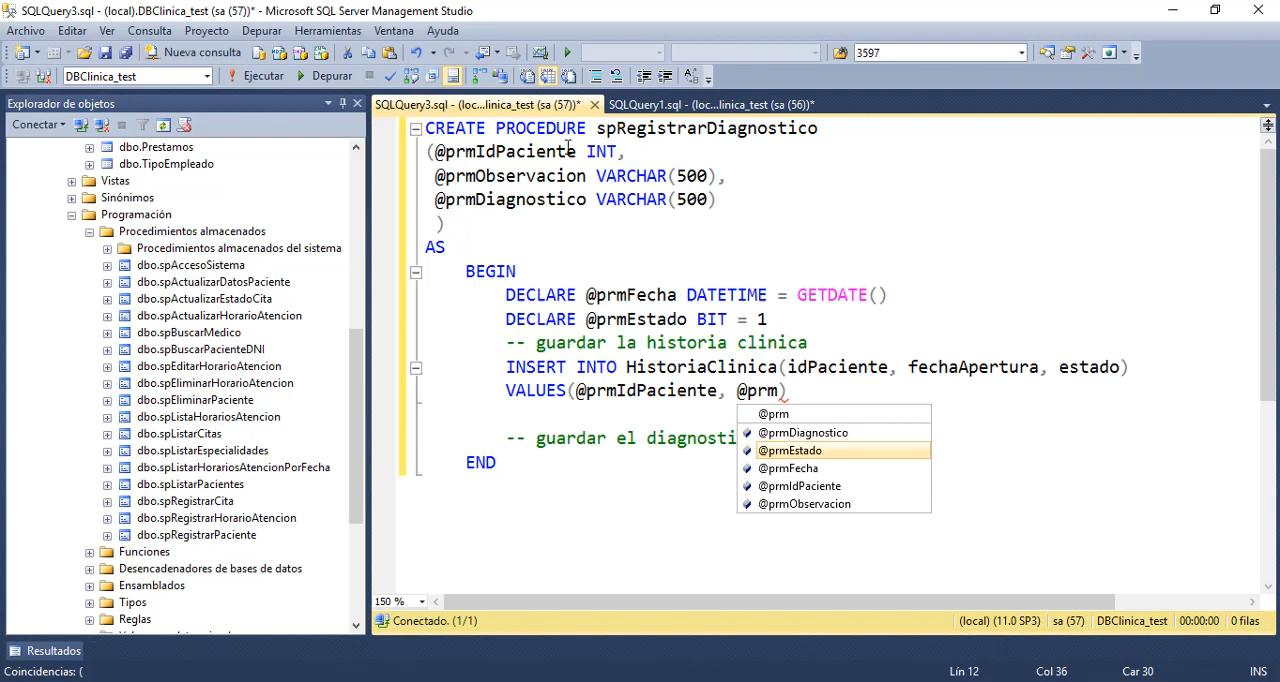 SQLQuery3.sql - (local).DBClinica_test (sa (57))* - Microsoft SQL Server Management Studio
Archivo Editar Ver Consulta Proyecto Depurar Herramientas Ventana Ayuda
Nueva consulta 3597
DBClinica_test Ejecutar Depurar
Explorador de objetos
SQLQuery3.sql - (loc...linica_test (sa (57))* SQLQuery1.sql - (loc...linica_test (sa (56))*
Conectar
dbo.Prestamos
dbo.TipoEmpleado
Vistas
Sinónimos
Programación
Procedimientos almacenados
Procedimientos almacenados del sistema
dbo.spAccesoSistema
dbo.spActualizarDatosPaciente
dbo.spActualizarEstadoCita
dbo.spActualizarHorarioAtencion
dbo.spBuscarMedico
dbo.spBuscarPacienteDNI
dbo.spEditarHorarioAtencion
dbo.spEliminarHorarioAtencion
dbo.spEliminarPaciente
dbo.spListaHorariosAtencion
dbo.spListarCitas
dbo.spListarEspecialidades
dbo.spListarHorariosAtencionPorFecha
dbo.spListarPacientes
dbo.spRegistrarCita
dbo.spRegistrarHorarioAtencion
dbo.spRegistrarPaciente
Funciones
Desencadenadores de bases de datos
Ensamblados
Tipos
Reglas
CREATE PROCEDURE spRegistrarDiagnostico
(@prmIdPaciente INT,
@prmObservacion VARCHAR(500),
@prmDiagnostico VARCHAR(500)
)
AS
BEGIN
DECLARE @prmFecha DATETIME = GETDATE()
DECLARE @prmEstado BIT = 1
-- guardar la historia clinica
INSERT INTO HistoriaClinica(idPaciente, fechaApertura, estado)
VALUES(@prmIdPaciente, @prm)
-- guardar el diagnosti
END
@prm
@prmDiagnostico
@prmEstado
@prmFecha
@prmIdPaciente
@prmObservacion
150 %
Conectado. (1/1) (local) (11.0 SP3) sa (57) DBClinica_test 00:00:00 0 filas
Resultados
Coincidencias: ( Lín 12 Col 36 Car 30 INS